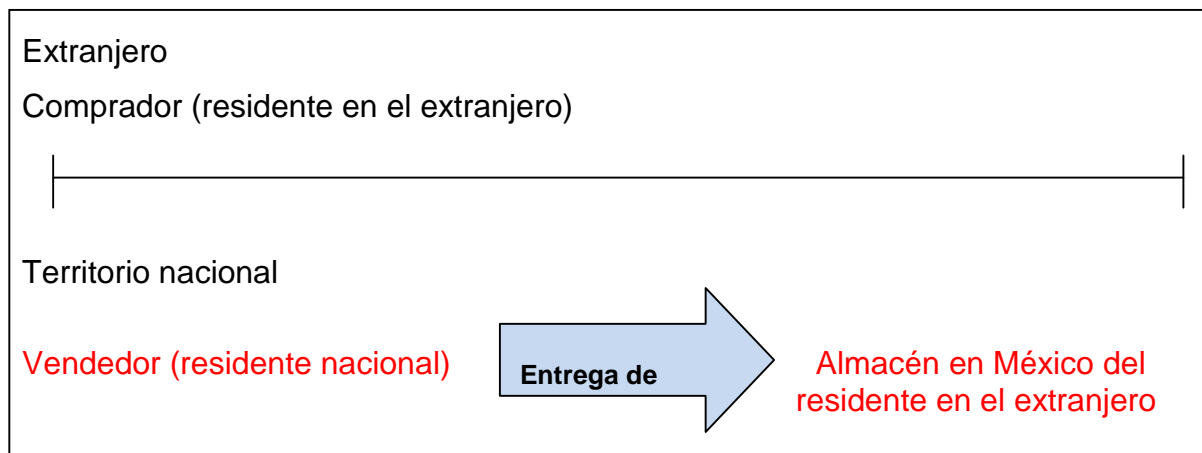 Extranjero
Comprador (residente en el extranjero)
Territorio nacional
Vendedor (residente nacional)
Entrega de
Almacén en México del
residente en el extranjero